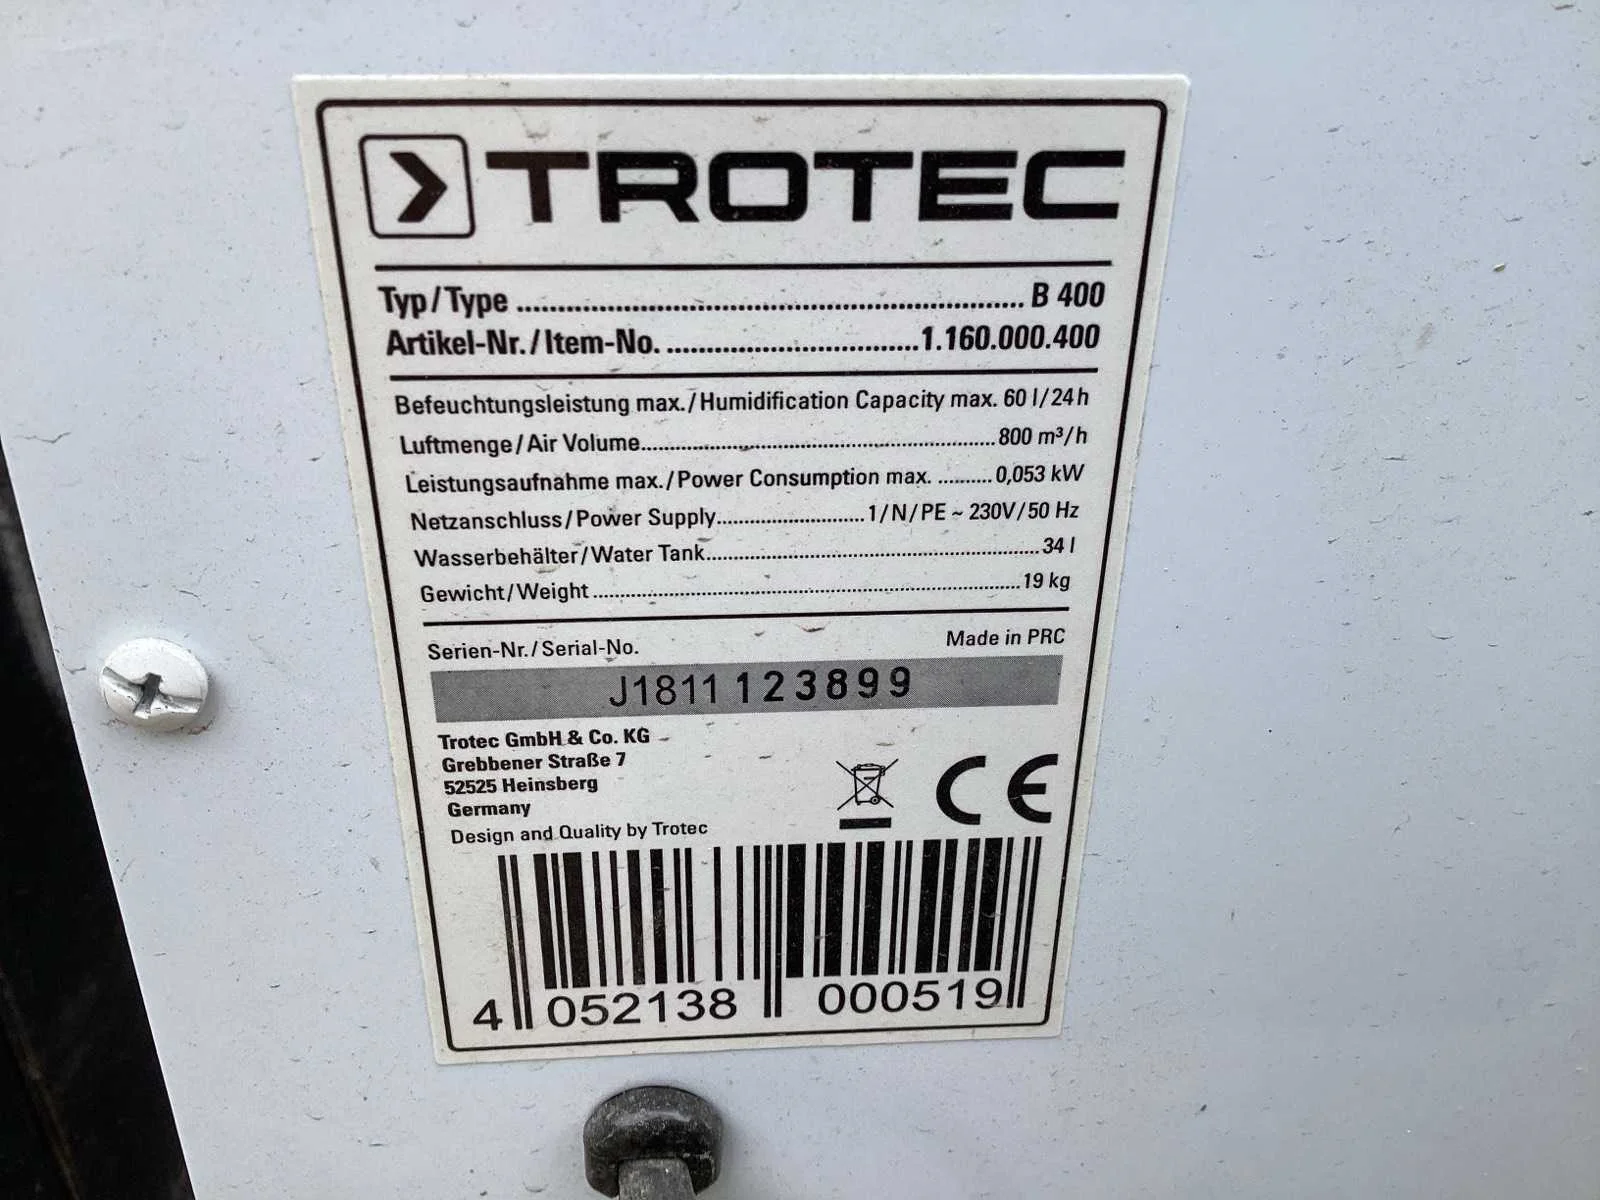 TROTEC
Typ/Type ............................................................. B 400
Artikel-Nr./Item-No. ................................1.160.000.400
Befeuchtungsleistung max./Humidification Capacity max. 60 l/24h
Luftmenge/Air Volume............................................................800 m³/h
Leistungsaufnahme max./Power Consumption max. ..........0,053 kW
Netzanschluss/Power Supply.........................1/N/PE ~ 230V/50 Hz
Wasserbehälter/Water Tank........................................................34 l
Gewicht/Weight ........................................................................19 kg
Serien-Nr./Serial-No. Made in PRC
J1811 123899
Trotec GmbH & Co. KG
Grebbener Straße 7
52525 Heinsberg
Germany
Design and Quality by Trotec
CE
4 052138 000519